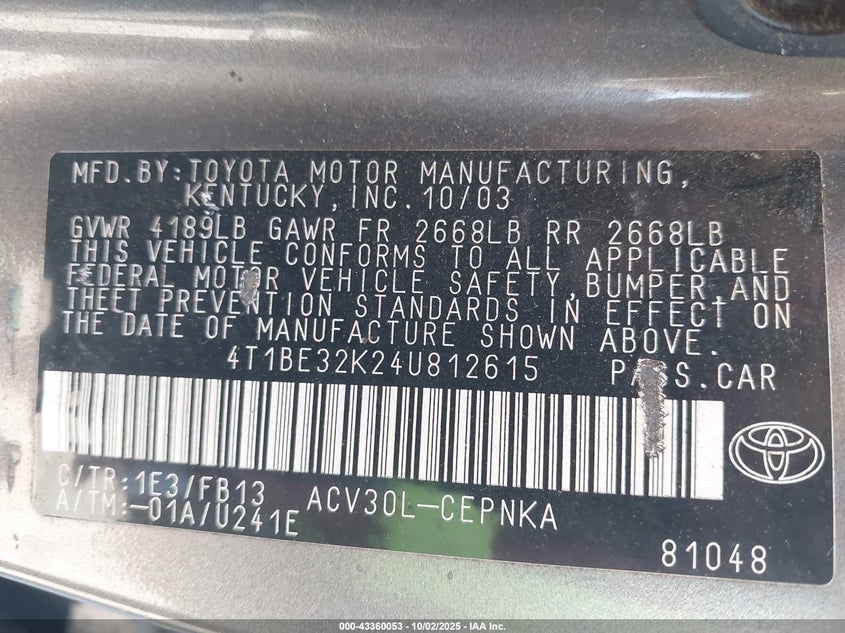 MFD.BY:TOYOTA MOTOR MANUFACTURING,
KENTUCKY,INC.10/03
GVWR 4189LB GAWR FR 2668LB RR 2668LB
THIS VEHICLE CONFORMS TO ALL APPLICABLE
FEDERAL MOTOR VEHICLE SAFETY,BUMPER,AND
THEFT PREVENTION STANDARDS IN EFFECT ON
THE DATE OF MANUFACTURE SHOWN ABOVE.
4T1BE32K24U812615 PASS.CAR
C/TR:1E3/FB13 ACV30L-CEPNKA
A/TM:-01A/U241E
81048
000-43360053 - 10/02/2025 - IAA Inc.